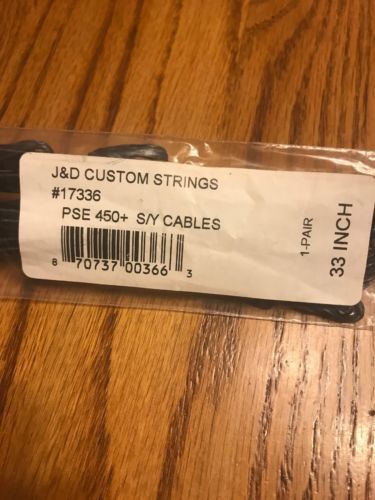 J&D CUSTOM STRINGS
#17336
PSE 450+ S/Y CABLES
8 70737 00366 3
1-PAIR
33 INCH